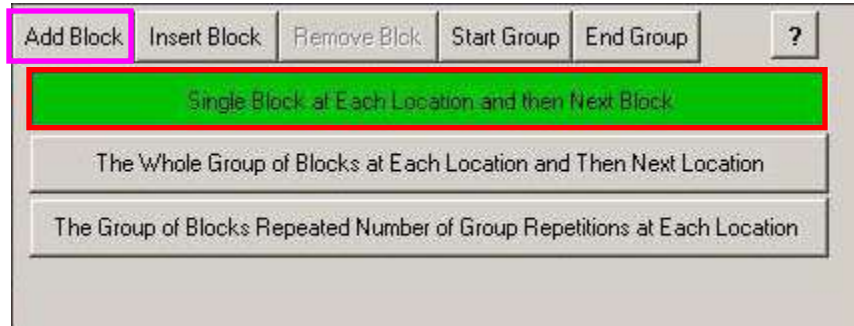 Add Block Insert Block Remove Blck Start Group End Group ?
Single Block at Each Location and then Next Block
The Whole Group of Blocks at Each Location and Then Next Location
The Group of Blocks Repeated Number of Group Repetitions at Each Location